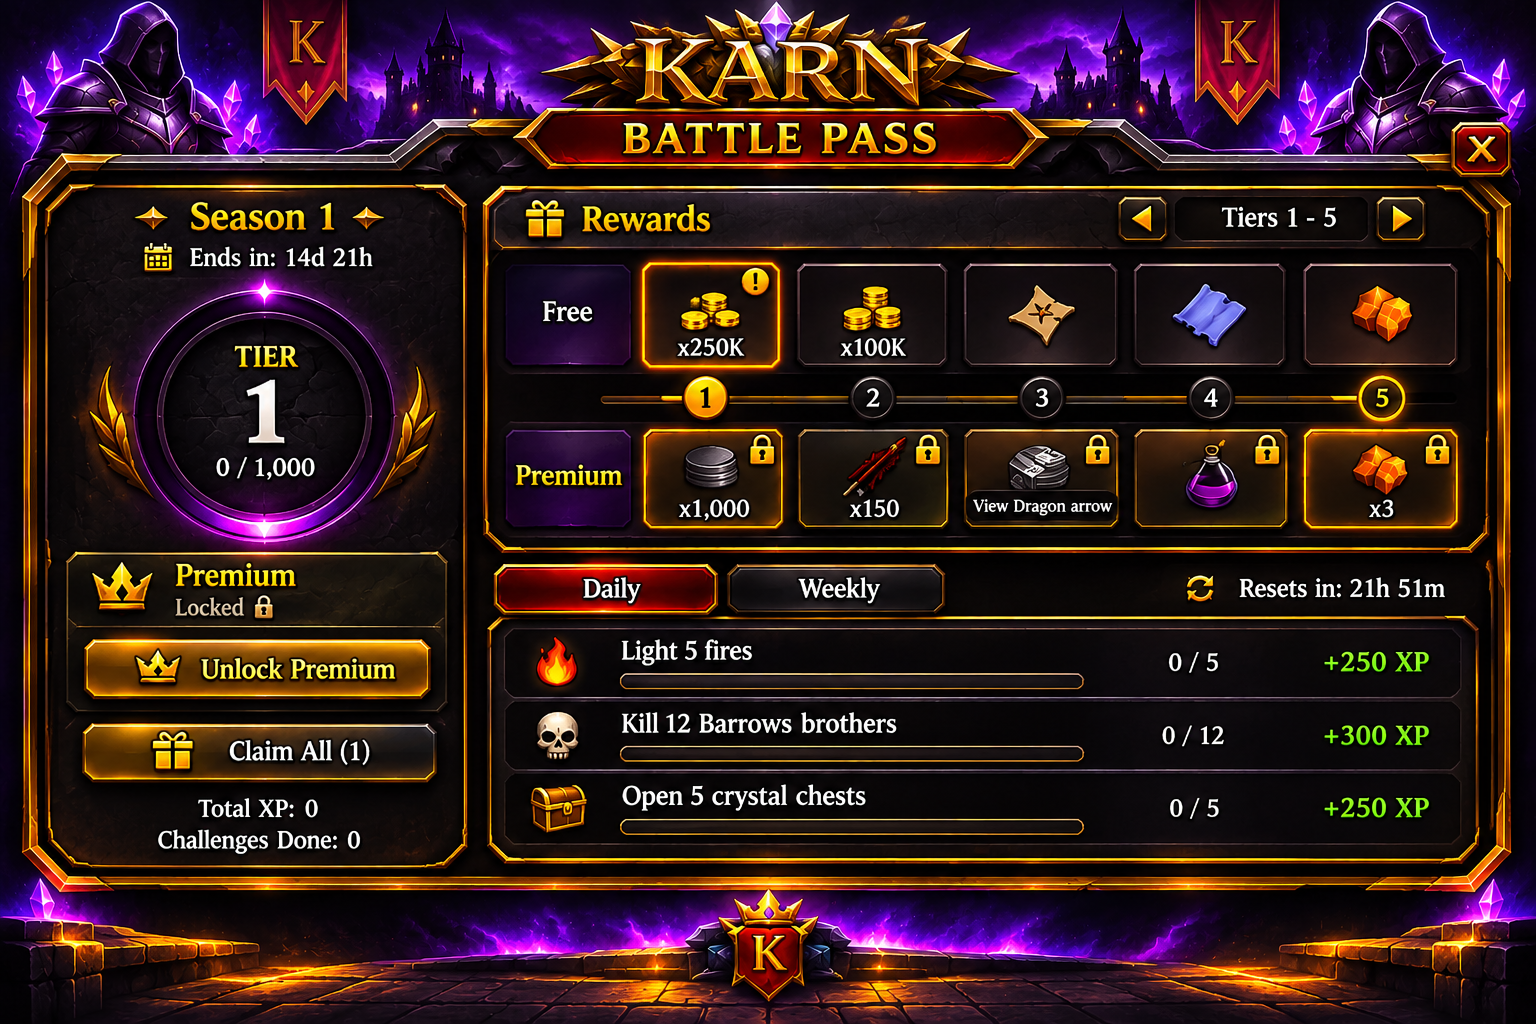 K
K
KARN
BATTLE PASS
X
Season 1
Ends in: 14d 21h
TIER
1
0 / 1,000
Premium
Locked
Unlock Premium
Claim All (1)
Total XP: 0
Challenges Done: 0
Rewards
Tiers 1 - 5
Free
!
x250K
x100K
1
2
3
4
5
Premium
x1,000
x150
View Dragon arrow
x3
Daily
Weekly
Resets in: 21h 51m
Light 5 fires
0 / 5
+250 XP
Kill 12 Barrows brothers
0 / 12
+300 XP
Open 5 crystal chests
0 / 5
+250 XP
K